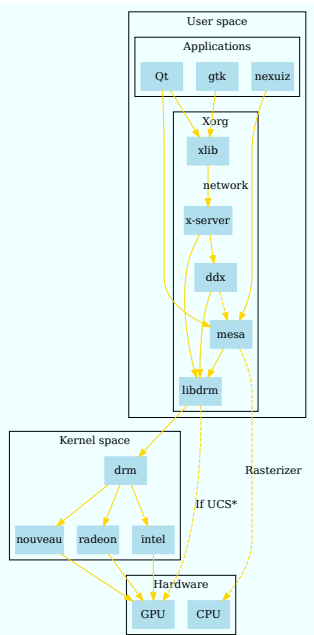 User space
Applications
Qt gtk nexuiz
Xorg
xlib
network
x-server
ddx
mesa
libdrm
Kernel space
drm
Rasterizer
If UCS*
nouveau radeon intel
Hardware
GPU CPU